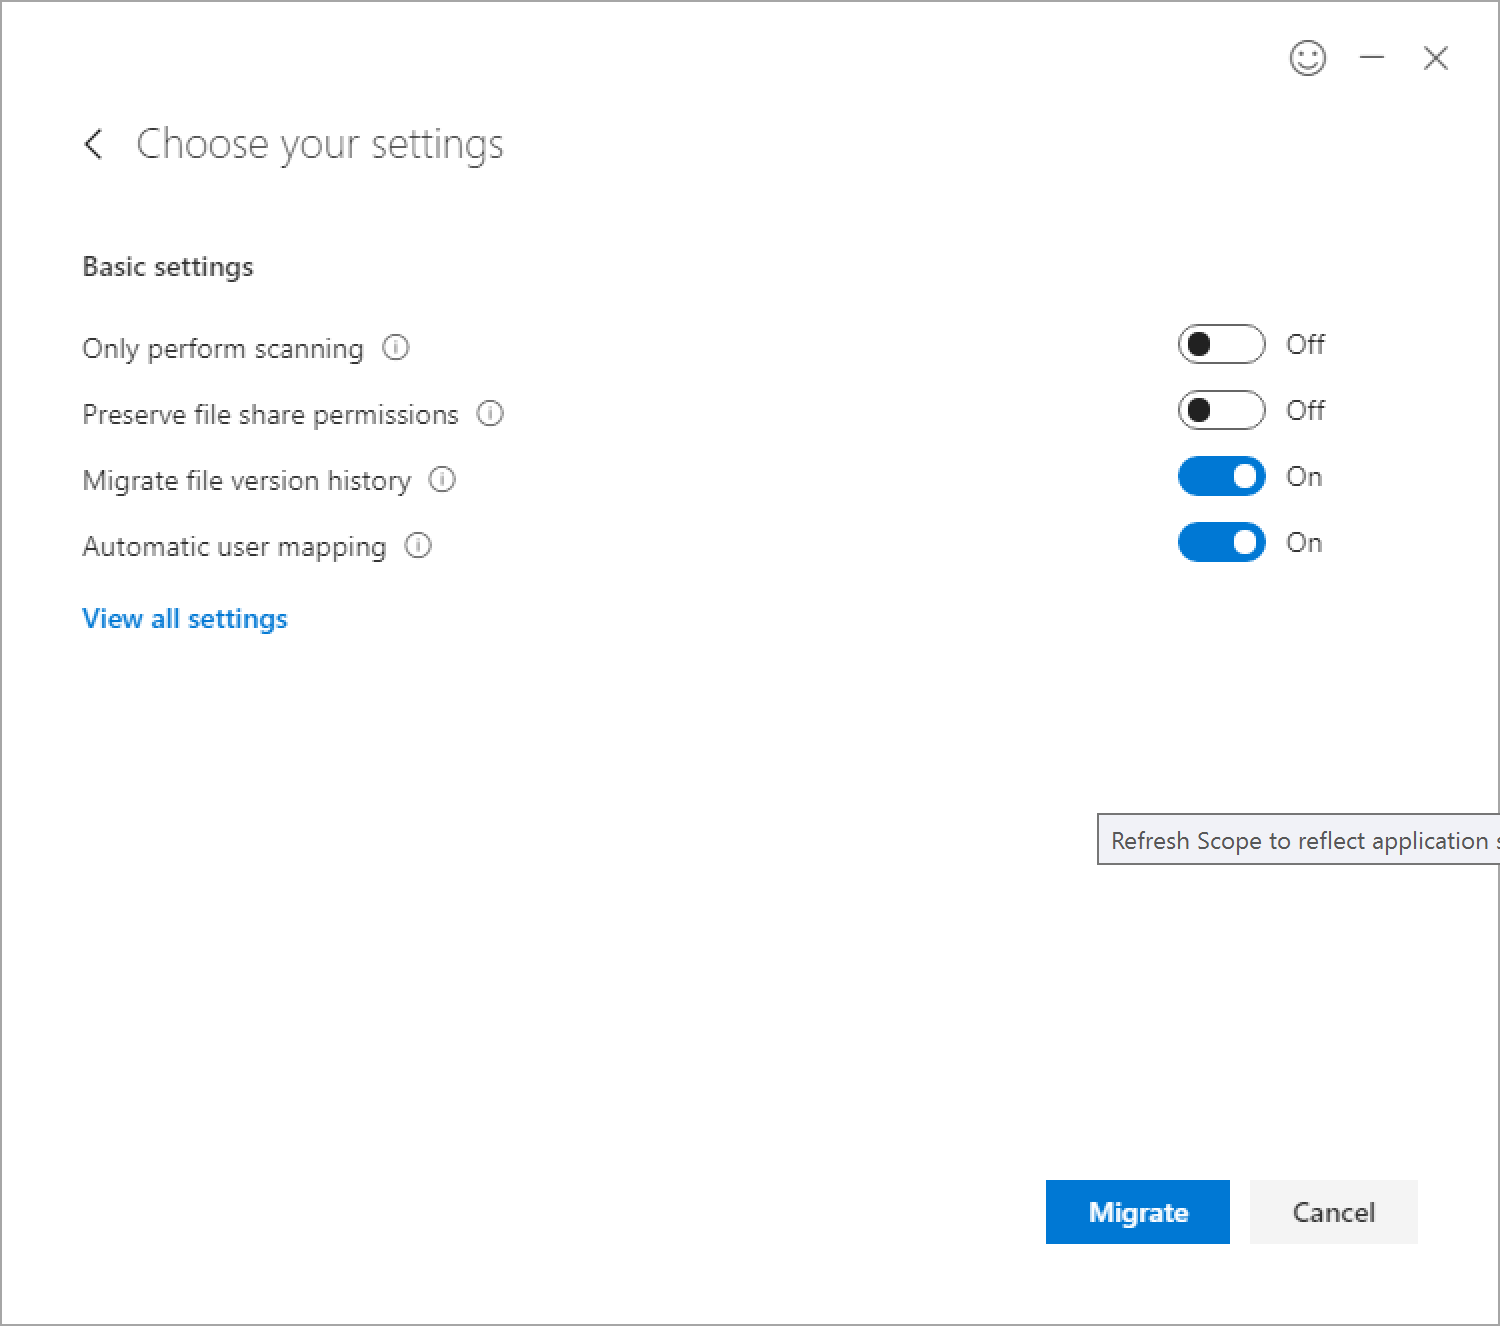 Choose your settings
Basic settings
Only perform scanning Off
Preserve file share permissions Off
Migrate file version history On
Automatic user mapping On
View all settings
Refresh Scope to reflect application
Migrate Cancel